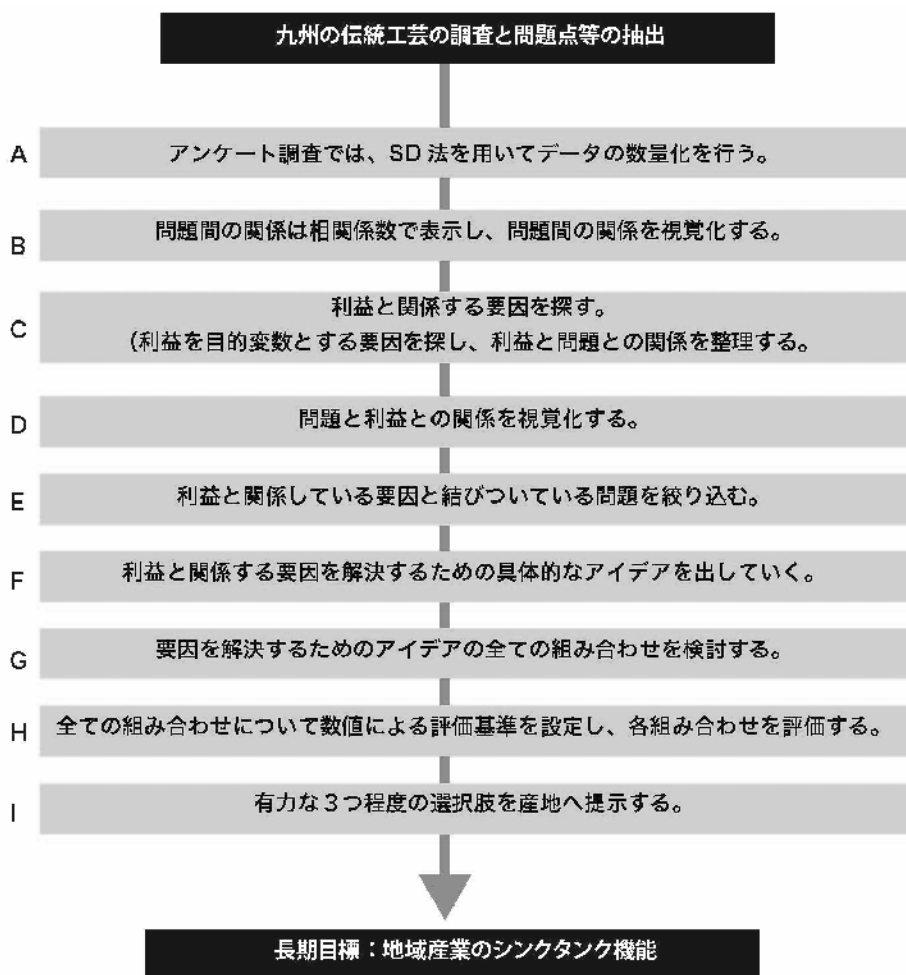 九州の伝統工芸の調査と問題点等の抽出
A アンケート調査では、SD 法を用いてデータの数量化を行う。
B 問題間の関係は相関係数で表示し、問題間の関係を視覚化する。
C 利益と関係する要因を探す。
(利益を目的変数とする要因を探し、利益と問題との関係を整理する。
D 問題と利益との関係を視覚化する。
E 利益と関係している要因と結びついている問題を絞り込む。
F 利益と関係する要因を解決するための具体的なアイデアを出していく。
G 要因を解決するためのアイデアの全ての組み合わせを検討する。
H 全ての組み合わせについて数値による評価基準を設定し、各組み合わせを評価する。
I 有力な3つ程度の選択肢を産地へ提示する。
長期目標：地域産業のシンクタンク機能